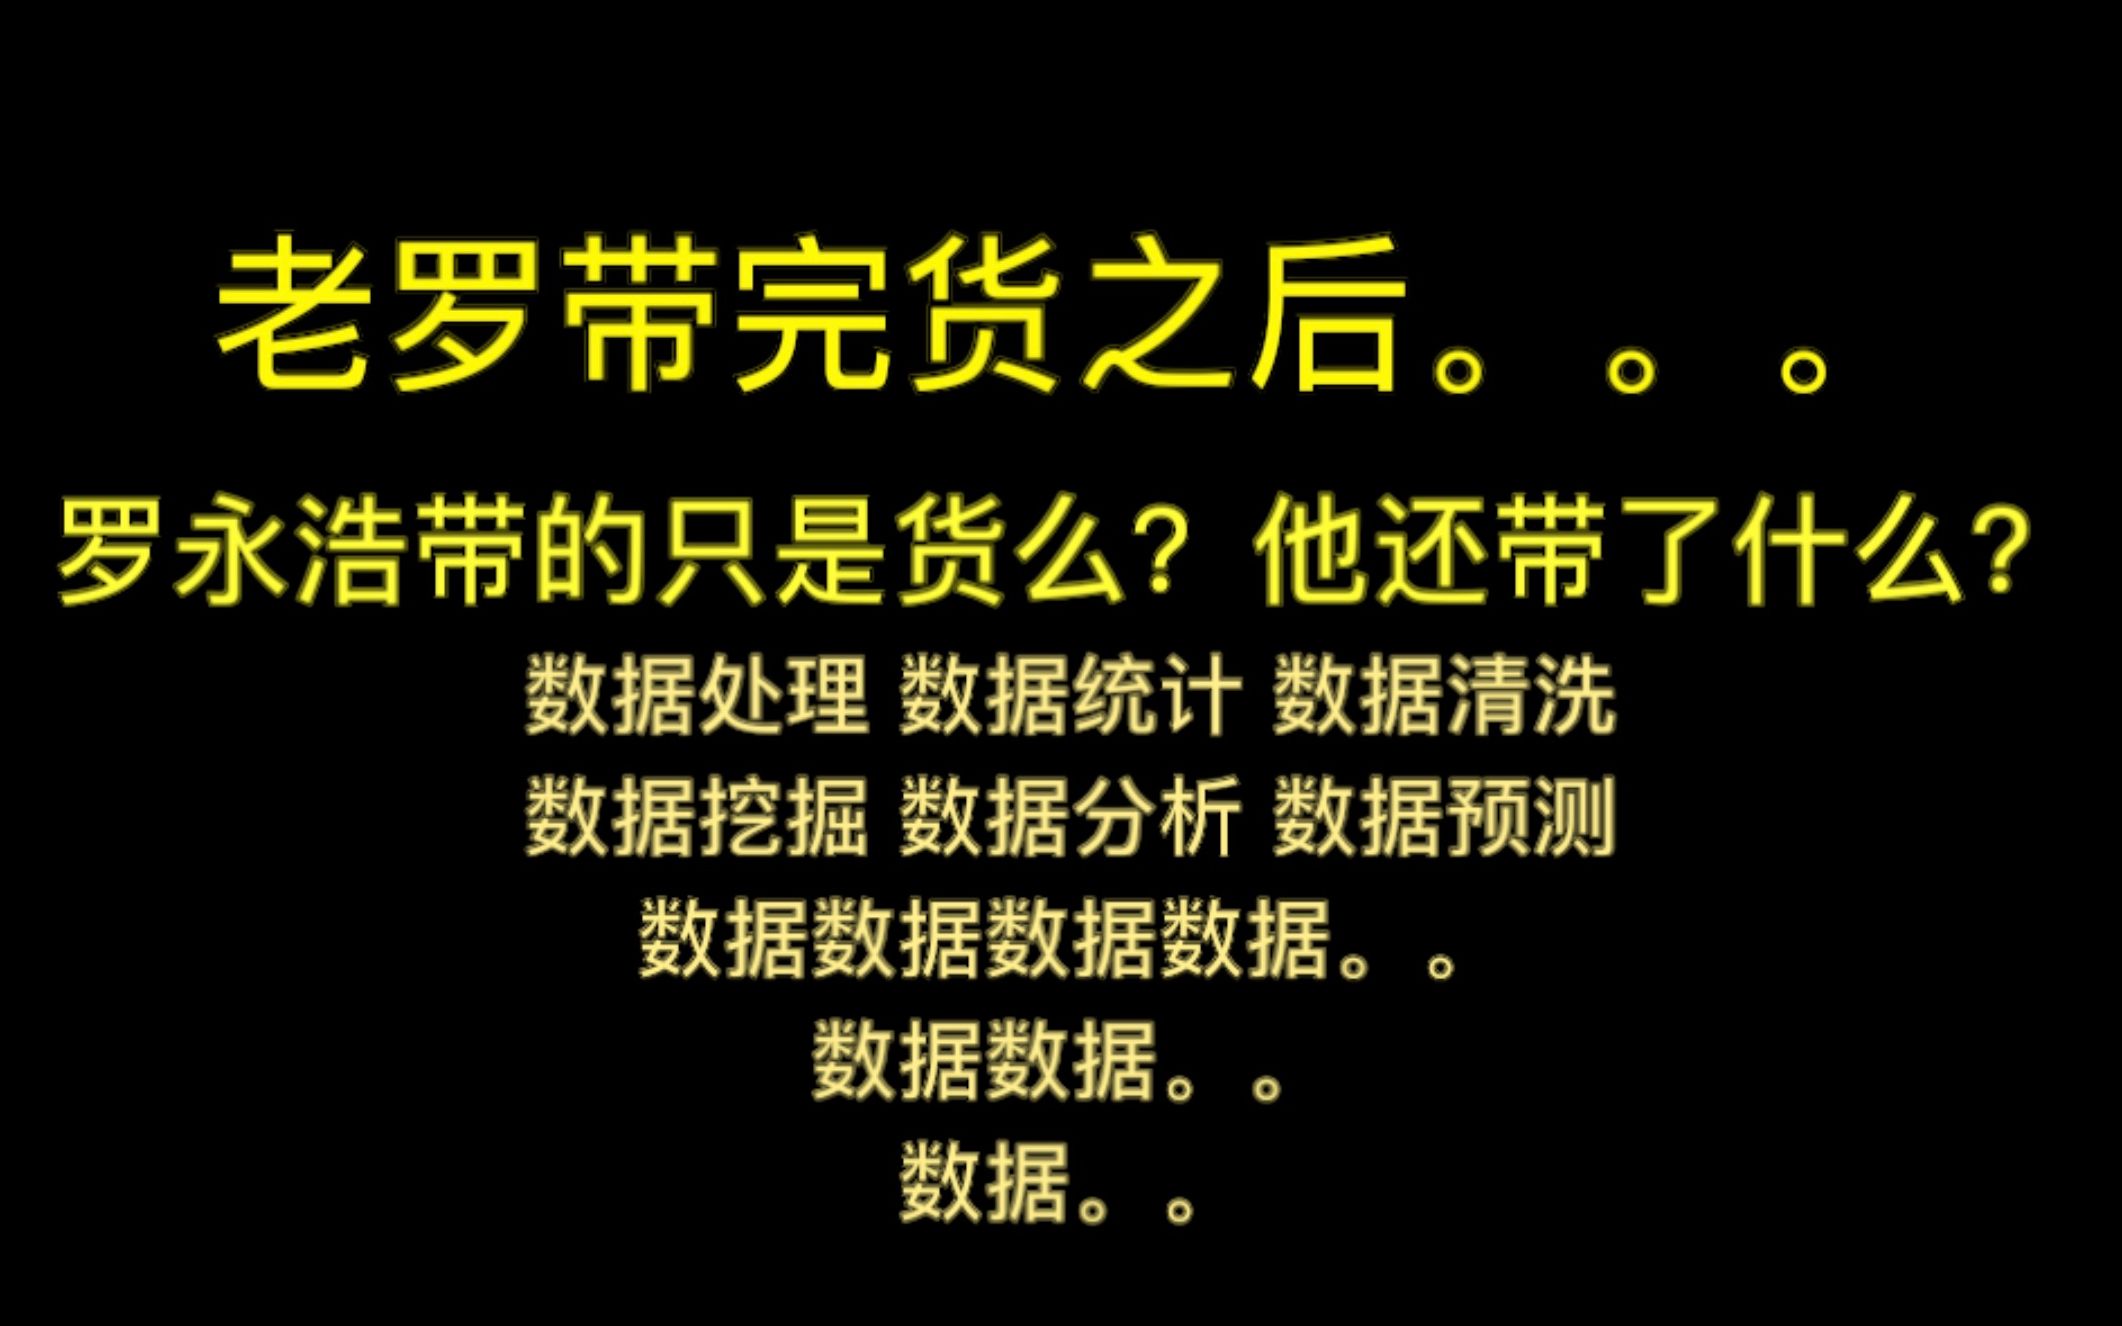 老罗带完货之后。。。
罗永浩带的只是货么？他还带了什么？
数据处理 数据统计 数据清洗
数据挖掘 数据分析 数据预测
数据数据数据数据。。
数据数据。。
数据。。